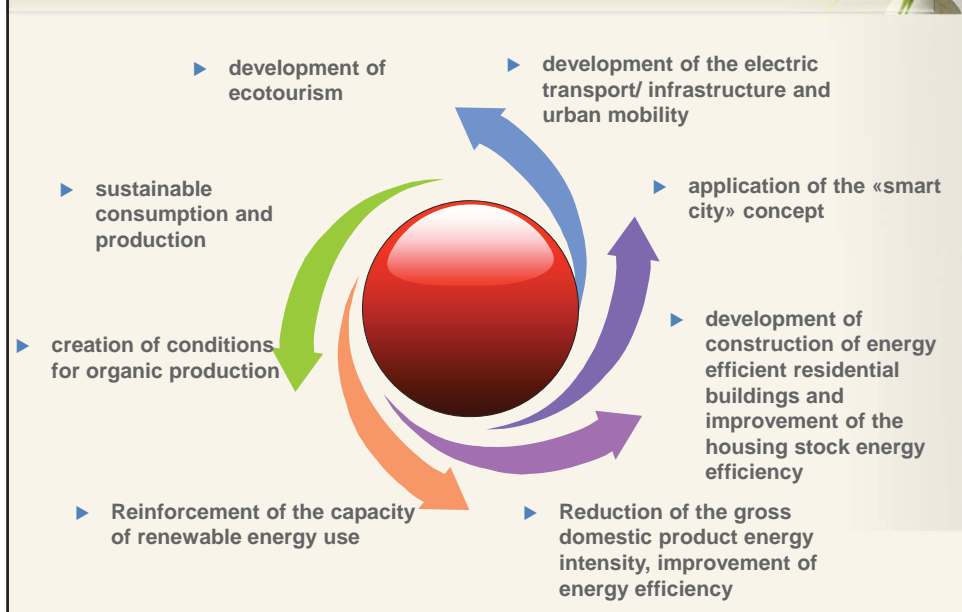 development of
ecotourism
development of the electric
transport/ infrastructure and
urban mobility
sustainable
consumption and
production
application of the «smart
city» concept
creation of conditions
for organic production
development of
construction of energy
efficient residential
buildings and
improvement of the
housing stock energy
efficiency
Reinforcement of the capacity
of renewable energy use
Reduction of the gross
domestic product energy
intensity, improvement of
energy efficiency